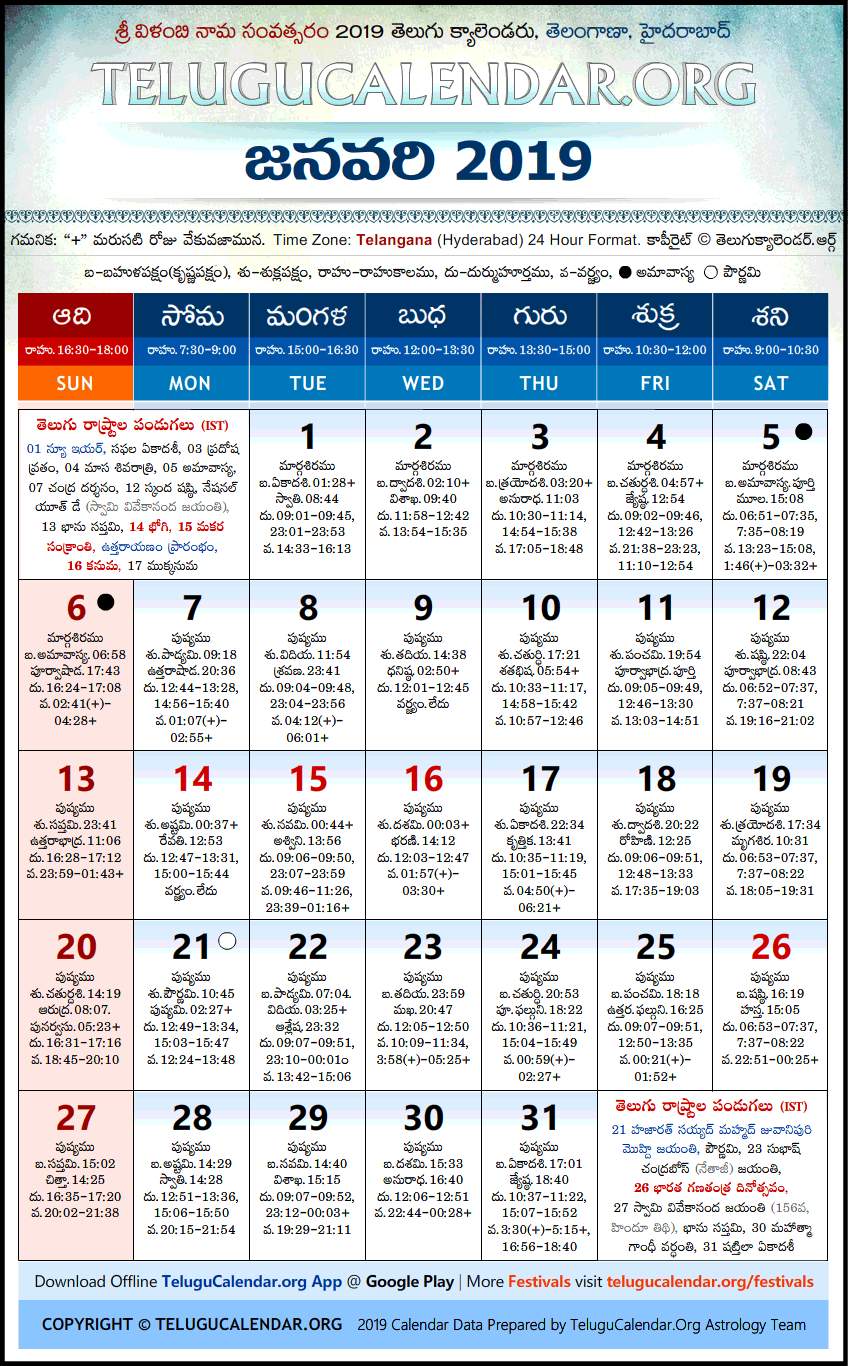 శ్రీ విళంబి నామ సంవత్సరం 2019 తెలుగు క్యాలెండరు, తెలంగాణా, హైదరాబాద్
TELUGUCALENDAR.ORG
జనవరి 2019
గమనిక: “+” మరుసటి రోజు వేకువజామున. Time Zone: Telangana (Hyderabad) 24 Hour Format. కాపీరైట్ © తెలుగుక్యాలెండర్.ఆర్గ్
బ-బహుళపక్షం(కృష్ణపక్షం), శు-శుక్లపక్షం, రాహు-రాహుకాలము, దు-దుర్ముహూర్తము, వ-వర్జ్యం, ● అమావాస్య ○ పౌర్ణమి
ఆది సోమ మంగళ బుధ గురు శుక్ర శని
రాహు.16:30-18:00 రాహు.7:30-9:00 రాహు.15:00-16:30 రాహు.12:00-13:30 రాహు.13:30-15:00 రాహు.10:30-12:00 రాహు.9:00-10:30
SUN MON TUE WED THU FRI SAT
తెలుగు రాష్ట్రాల పండుగలు (IST)
01 న్యూ ఇయర్, సఫల ఏకాదశీ, 03 ప్రదోష
వ్రతం, 04 మాస శివరాత్రి, 05 అమావాస్య,
07 చంద్ర దర్శనం, 12 స్కంద షష్ఠి, నేషనల్
యూత్ డే (స్వామి వివేకానంద జయంతి),
13 భాను సప్తమి, 14 భోగి, 15 మకర
సంక్రాంతి, ఉత్తరాయణం ప్రారంభం,
16 కనుమ, 17 ముక్కనుమ
1
మార్గశిరము
బ.ఏకాదశి.01:28+
స్వాతి.08:44
దు.09:01-09:45,
23:01-23:53
వ.14:33-16:13
2
మార్గశిరము
బ.ద్వాదశి.02:10+
విశాఖ.09:40
దు.11:58-12:42
వ.13:54-15:35
3
మార్గశిరము
బ.త్రయోదశి.03:20+
అనురాధ.11:03
దు.10:30-11:14,
14:54-15:38
వ.17:05-18:48
4
మార్గశిరము
బ.చతుర్దశి.04:57+
జ్యేష్ఠ.12:54
దు.09:02-09:46,
12:42-13:26
వ.21:38-23:23,
11:10-12:54
5
మార్గశిరము
బ.అమావాస్య.పూర్తి
మూల.15:08
దు.06:51-07:35,
7:35-08:19
వ.13:23-15:08,
1:46(+)-03:32+
6
మార్గశిరము
బ.అమావాస్య.06:58
పూర్వాషాడ.17:43
దు.16:24-17:08
వ.02:41(+)-
04:28+
7
పుష్యము
శు.పాడ్యమి.09:18
ఉత్తరాషాడ.20:36
దు.12:44-13:28,
14:56-15:40
వ.01:07(+)-
02:55+
8
పుష్యము
శు.విదియ.11:54
శ్రవణ.23:41
దు.09:04-09:48,
23:04-23:56
వ.04:12(+)-
06:01+
9
పుష్యము
శు.తదియ.14:38
ధనిష్ఠ.02:50+
దు.12:01-12:45
వర్జ్యం.లేదు
10
పుష్యము
శు.చతుర్ధి.17:21
శతభిష.05:54+
దు.10:33-11:17,
14:58-15:42
వ.10:57-12:46
11
పుష్యము
శు.పంచమి.19:54
పూర్వాభాద్ర.పూర్తి
దు.09:05-09:49,
12:46-13:30
వ.13:03-14:51
12
పుష్యము
శు.షష్ఠి.22:04
పూర్వాభాద్ర.08:43
దు.06:52-07:37,
7:37-08:21
వ.19:16-21:02
13
పుష్యము
శు.సప్తమి.23:41
ఉత్తరాభాద్ర.11:06
దు.16:28-17:12
వ.23:59-01:43+
14
పుష్యము
శు.అష్టమి.00:37+
రేవతి.12:53
దు.12:47-13:31,
15:00-15:44
వర్జ్యం.లేదు
15
పుష్యము
శు.నవమి.00:44+
అశ్విని.13:56
దు.09:06-09:50,
23:07-23:59
వ.09:46-11:26,
23:39-01:16+
16
పుష్యము
శు.దశమి.00:03+
భరణి.14:12
దు.12:03-12:47
వ.01:57(+)-
03:30+
17
పుష్యము
శు.ఏకాదశి.22:34
కృత్తిక.13:41
దు.10:35-11:19,
15:01-15:45
వ.04:50(+)-
06:21+
18
పుష్యము
శు.ద్వాదశి.20:22
రోహిణి.12:25
దు.09:06-09:51,
12:48-13:33
వ.17:35-19:03
19
పుష్యము
శు.త్రయోదశి.17:34
మృగశిర.10:31
దు.06:53-07:37,
7:37-08:22
వ.18:05-19:31
20
పుష్యము
శు.చతుర్దశి.14:19
ఆరుద్ర.08:07.
పునర్వసు.05:23+
దు.16:31-17:16
వ.18:45-20:10
21
పుష్యము
శు.పౌర్ణమి.10:45
పుష్యమి.02:27+
దు.12:49-13:34,
15:03-15:47
వ.12:24-13:48
22
పుష్యము
బ.పాడ్యమి.07:04.
విదియ.03:25+
ఆశ్లేష.23:32
దు.09:07-09:51,
23:10-00:01ం
వ.13:42-15:06
23
పుష్యము
బ.తదియ.23:59
మఖ.20:47
దు.12:05-12:50
వ.10:09-11:34,
3:58(+)-05:25+
24
పుష్యము
బ.చతుర్ధి.20:53
పూ.ఫల్గుని.18:22
దు.10:36-11:21,
15:04-15:49
వ.00:59(+)-
02:27+
25
పుష్యము
బ.పంచమి.18:18
ఉత్తర.ఫల్గుని.16:25
దు.09:07-09:51,
12:50-13:35
వ.00:21(+)-
01:52+
26
పుష్యము
బ.షష్ఠి.16:19
హస్త.15:05
దు.06:53-07:37,
7:37-08:22
వ.22:51-00:25+
27
పుష్యము
బ.సప్తమి.15:02
చిత్తా.14:25
దు.16:35-17:20
వ.20:02-21:38
28
పుష్యము
బ.అష్టమి.14:29
స్వాతి.14:28
దు.12:51-13:36,
15:06-15:50
వ.20:15-21:54
29
పుష్యము
బ.నవమి.14:40
విశాఖ.15:15
దు.09:07-09:52,
23:12-00:03+
వ.19:29-21:11
30
పుష్యము
బ.దశమి.15:33
అనురాధ.16:40
దు.12:06-12:51
వ.22:44-00:28+
31
పుష్యము
బ.ఏకాదశి.17:01
జ్యేష్ఠ.18:40
దు.10:37-11:22,
15:07-15:52
వ.3:30(+)-5:15+,
16:56-18:40
తెలుగు రాష్ట్రాల పండుగలు (IST)
21 హజారత్ సయ్యద్ మహ్మద్ జువానిపురి
మొహ్ది జయంతి, పౌర్ణమి, 23 సుభాష్
చంద్రబోస్ (నేతాజీ) జయంతి,
26 భారత గణతంత్ర దినోత్సవం,
27 స్వామి వివేకానంద జయంతి (156వ,
హిందూ తిథి), భాను సప్తమి, 30 మహాత్మా
గాంధీ వర్ధంతి, 31 షట్తిలా ఏకాదశీ
Download Offline TeluguCalendar.org App @ Google Play | More Festivals visit telugucalendar.org/festivals
COPYRIGHT © TELUGUCALENDAR.ORG 2019 Calendar Data Prepared by TeluguCalendar.Org Astrology Team